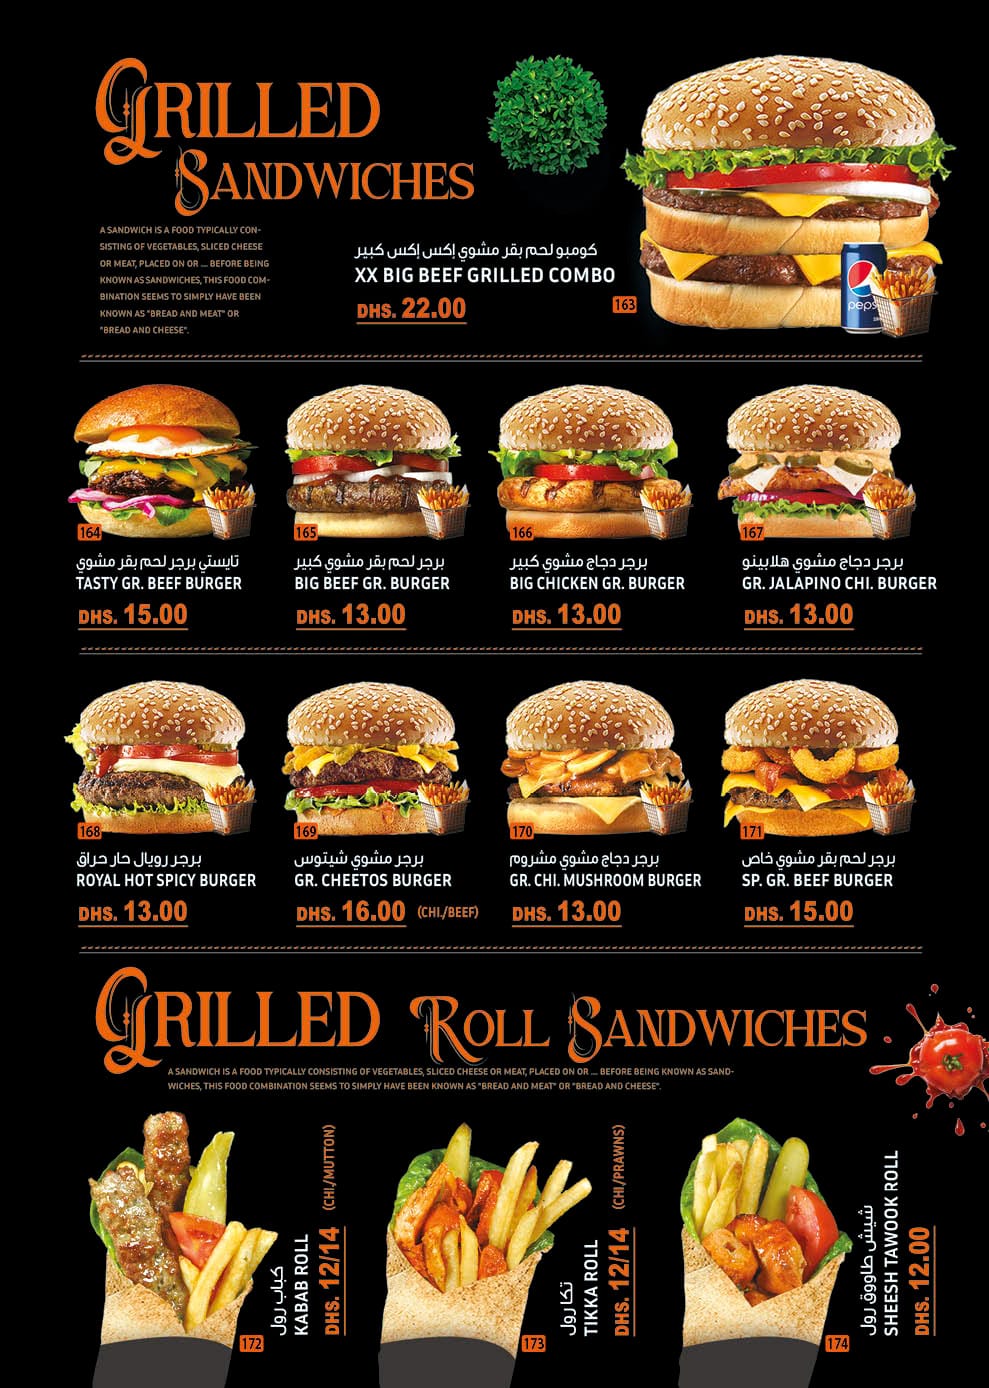 GRILLED
SANDWICHES
A SANDWICH IS A FOOD TYPICALLY CON-
SISTING OF VEGETABLES, SLICED CHEESE
OR MEAT, PLACED ON OR ... BEFORE BEING
KNOWN AS SANDWICHES, THIS FOOD COM-
BINATION SEEMS TO SIMPLY HAVE BEEN
KNOWN AS "BREAD AND MEAT" OR
"BREAD AND CHEESE".
كومبو لحم بقر مشوي إكس إكس كبير
XX BIG BEEF GRILLED COMBO
DHS. 22.00
163
pepsi
164
تايستي برجر لحم بقر مشوي
TASTY GR. BEEF BURGER
DHS. 15.00
165
برجر لحم بقر مشوي كبير
BIG BEEF GR. BURGER
DHS. 13.00
166
برجر دجاج مشوي كبير
BIG CHICKEN GR. BURGER
DHS. 13.00
167
برجر دجاج مشوي هلابينو
GR. JALAPINO CHI. BURGER
DHS. 13.00
168
برجر رويال حار حراق
ROYAL HOT SPICY BURGER
DHS. 13.00
169
برجر مشوي شيتوس
GR. CHEETOS BURGER
DHS. 16.00 (CHI./BEEF)
170
برجر دجاج مشوي مشروم
GR. CHI. MUSHROOM BURGER
DHS. 13.00
171
برجر لحم بقر مشوي خاص
SP. GR. BEEF BURGER
DHS. 15.00
GRILLED ROLL SANDWICHES
A SANDWICH IS A FOOD TYPICALLY CONSISTING OF VEGETABLES, SLICED CHEESE OR MEAT, PLACED ON OR ... BEFORE BEING KNOWN AS SAND-
WICHES, THIS FOOD COMBINATION SEEMS TO SIMPLY HAVE BEEN KNOWN AS "BREAD AND MEAT" OR "BREAD AND CHEESE".
172
كباب رول
KABAB ROLL
DHS. 12/14 (CHI./MUTTON)
173
تكا رول
TIKKA ROLL
DHS. 12/14 (CHI/PRAWNS)
174
شيش طاووق رول
SHEESH TAWOOK ROLL
DHS. 12.00